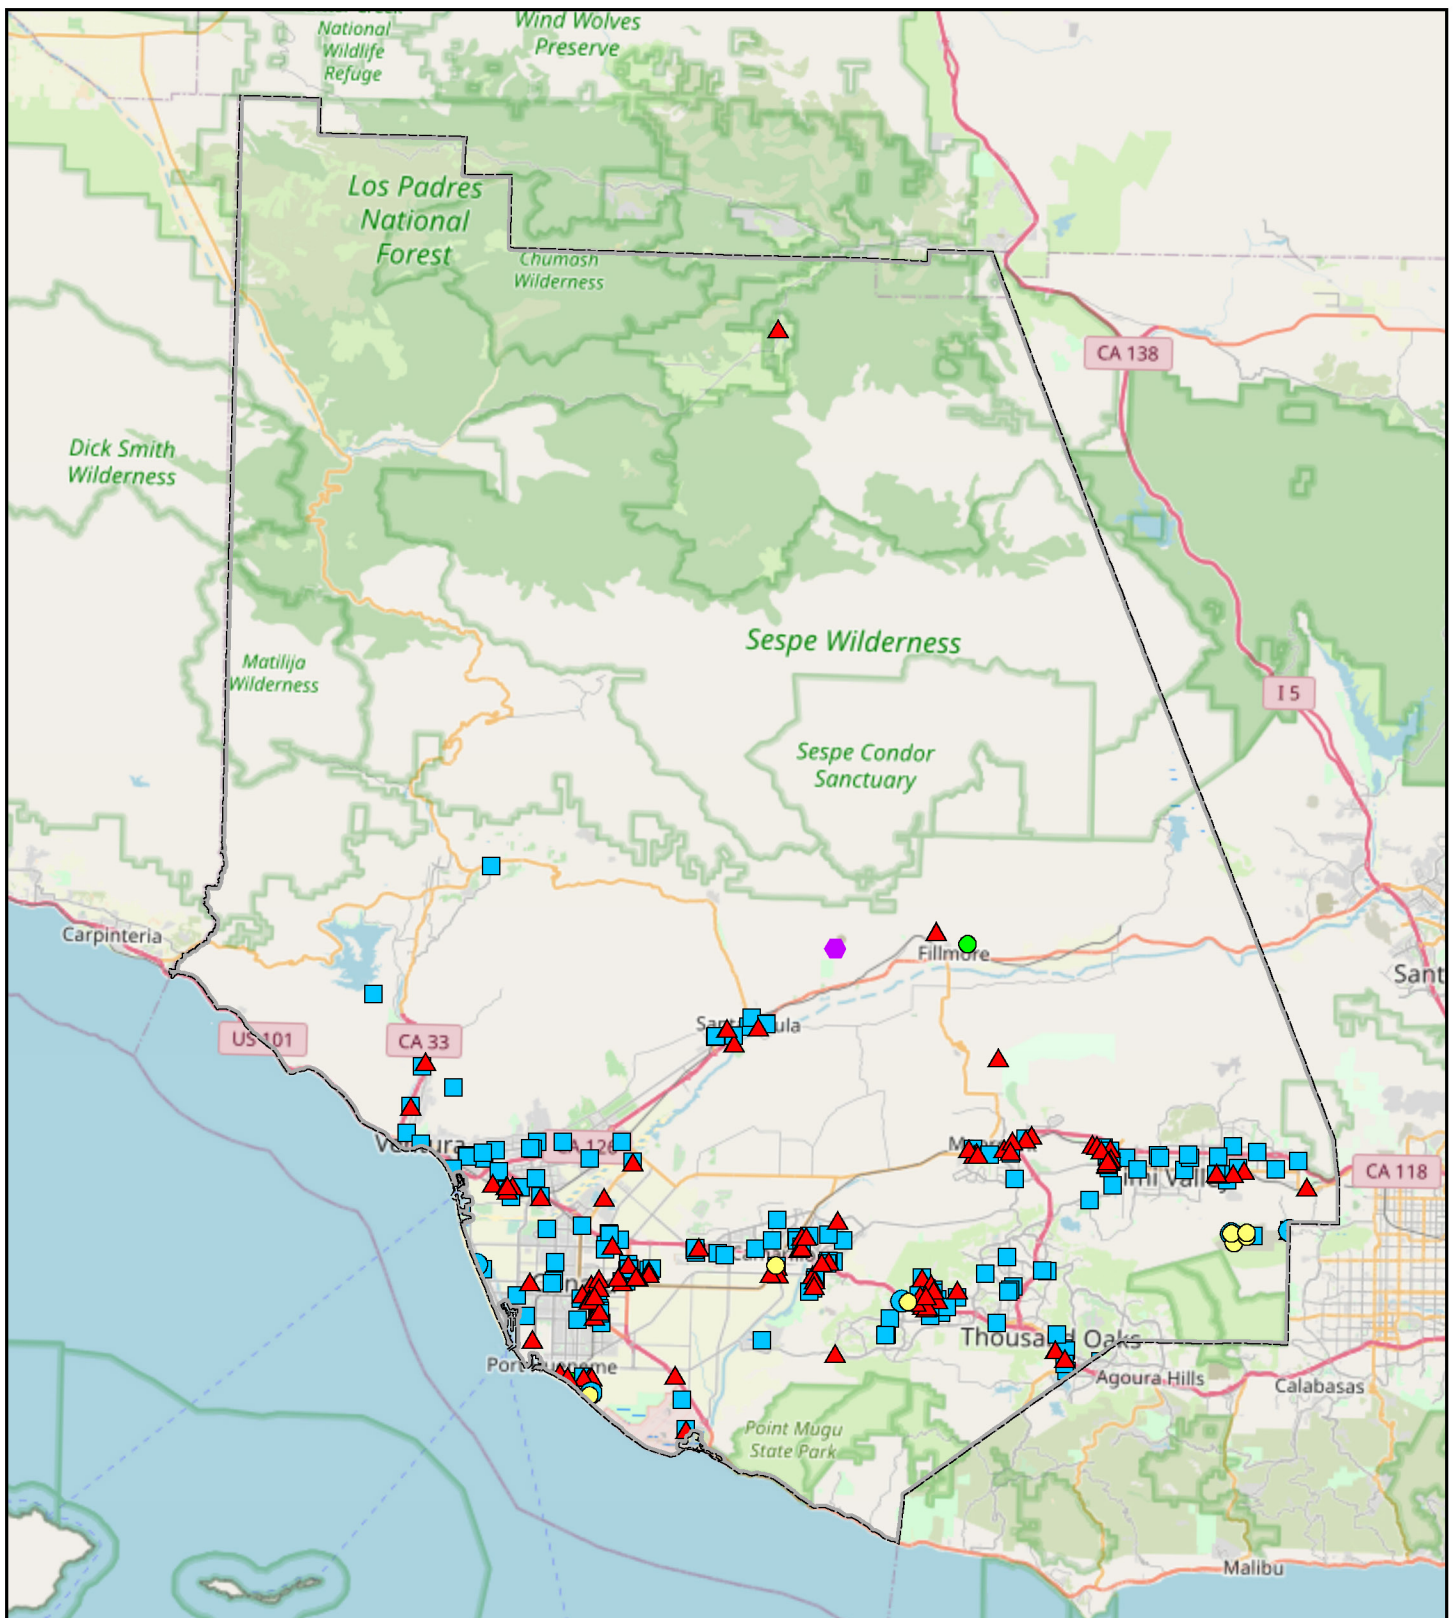 National
Wildlife
Refuge
Wind Wolves
Preserve
Los Padres
National
Forest
Chumash
Wilderness
CA 138
Dick Smith
Wilderness
Sespe Wilderness
Matilija
Wilderness
I 5
Sespe Condor
Sanctuary
Carpinteria
Fillmore
Sant
US 101
CA 33
CA 118
Thousand Oaks
Agoura Hills
Calabasas
Point Mugu
State Park
Malibu